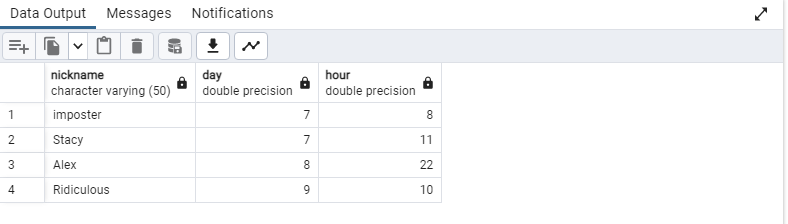 Data Output Messages Notifications
nickname day hour
character varying (50) double precision double precision
1 imposter 7 8
2 Stacy 7 11
3 Alex 8 22
4 Ridiculous 9 10